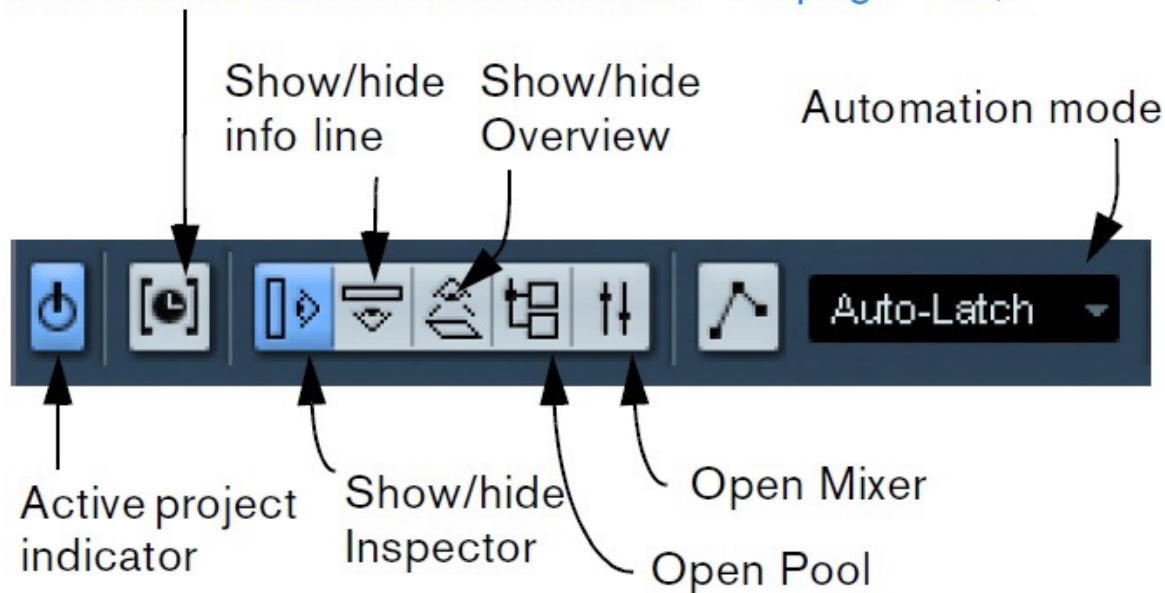 Show/hide
info line
Show/hide
Overview
Automation mode
Auto-Latch
Active project
indicator
Show/hide
Inspector
Open Mixer
Open Pool